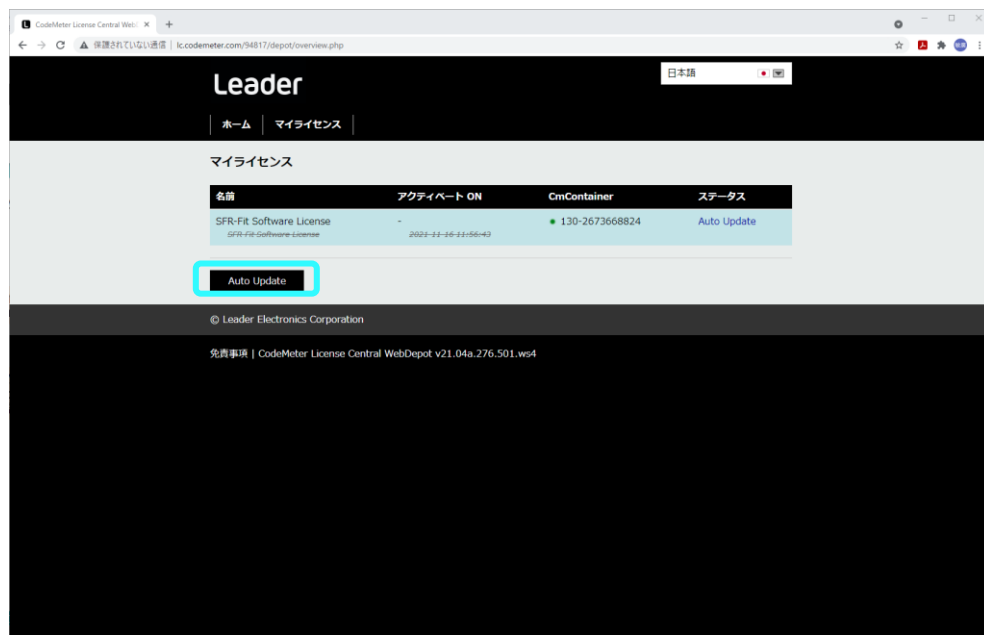 CodeMeter License Central Web
保護されていない通信 | lc.codemeter.com/94817/depot/overview.php
Leader
日本語
ホーム マイライセンス
マイライセンス
名前 アクティベート ON CmContainer ステータス
SFR-Fit Software License - 130-2673668824 Auto Update
SFR-Fit Software License 2021-11-16 11:56:43
Auto Update
© Leader Electronics Corporation
免責事項 | CodeMeter License Central WebDepot v21.04a.276.501.ws4